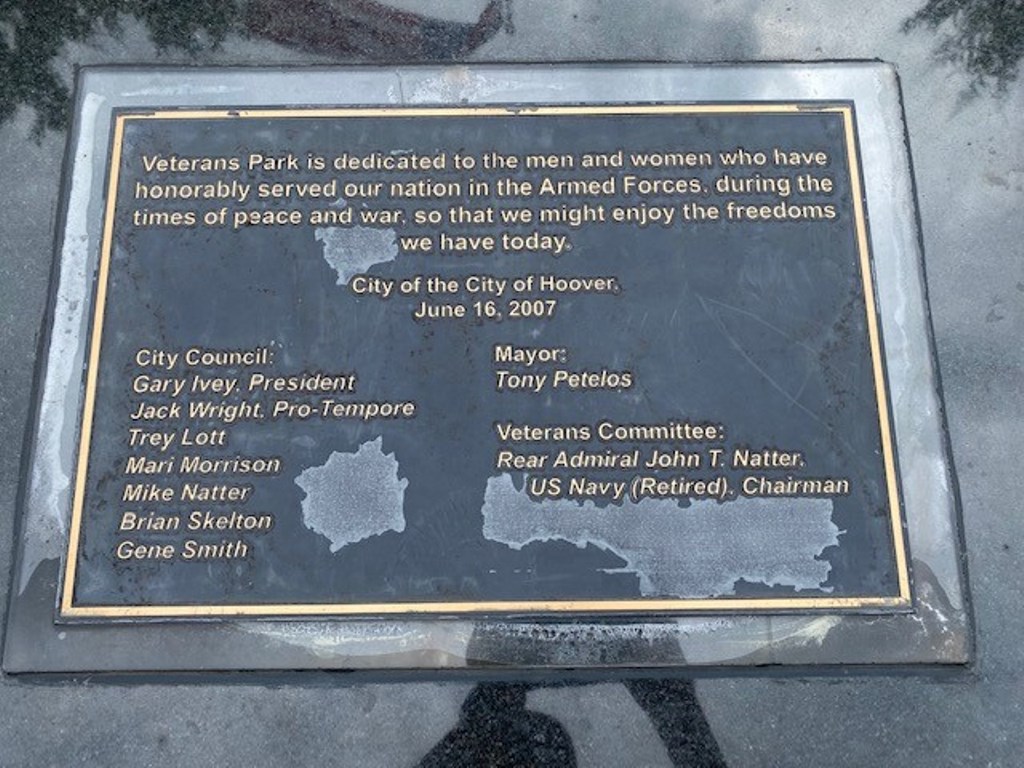 Veterans Park is dedicated to the men and women who have
honorably served our nation in the Armed Forces, during the
times of peace and war, so that we might enjoy the freedoms
we have today.
City of the City of Hoover,
June 16, 2007
City Council:
Gary Ivey, President
Jack Wright, Pro-Tempore
Trey Lott
Mari Morrison
Mike Natter
Brian Skelton
Gene Smith
Mayor:
Tony Petelos
Veterans Committee:
Rear Admiral John T. Natter,
US Navy (Retired), Chairman